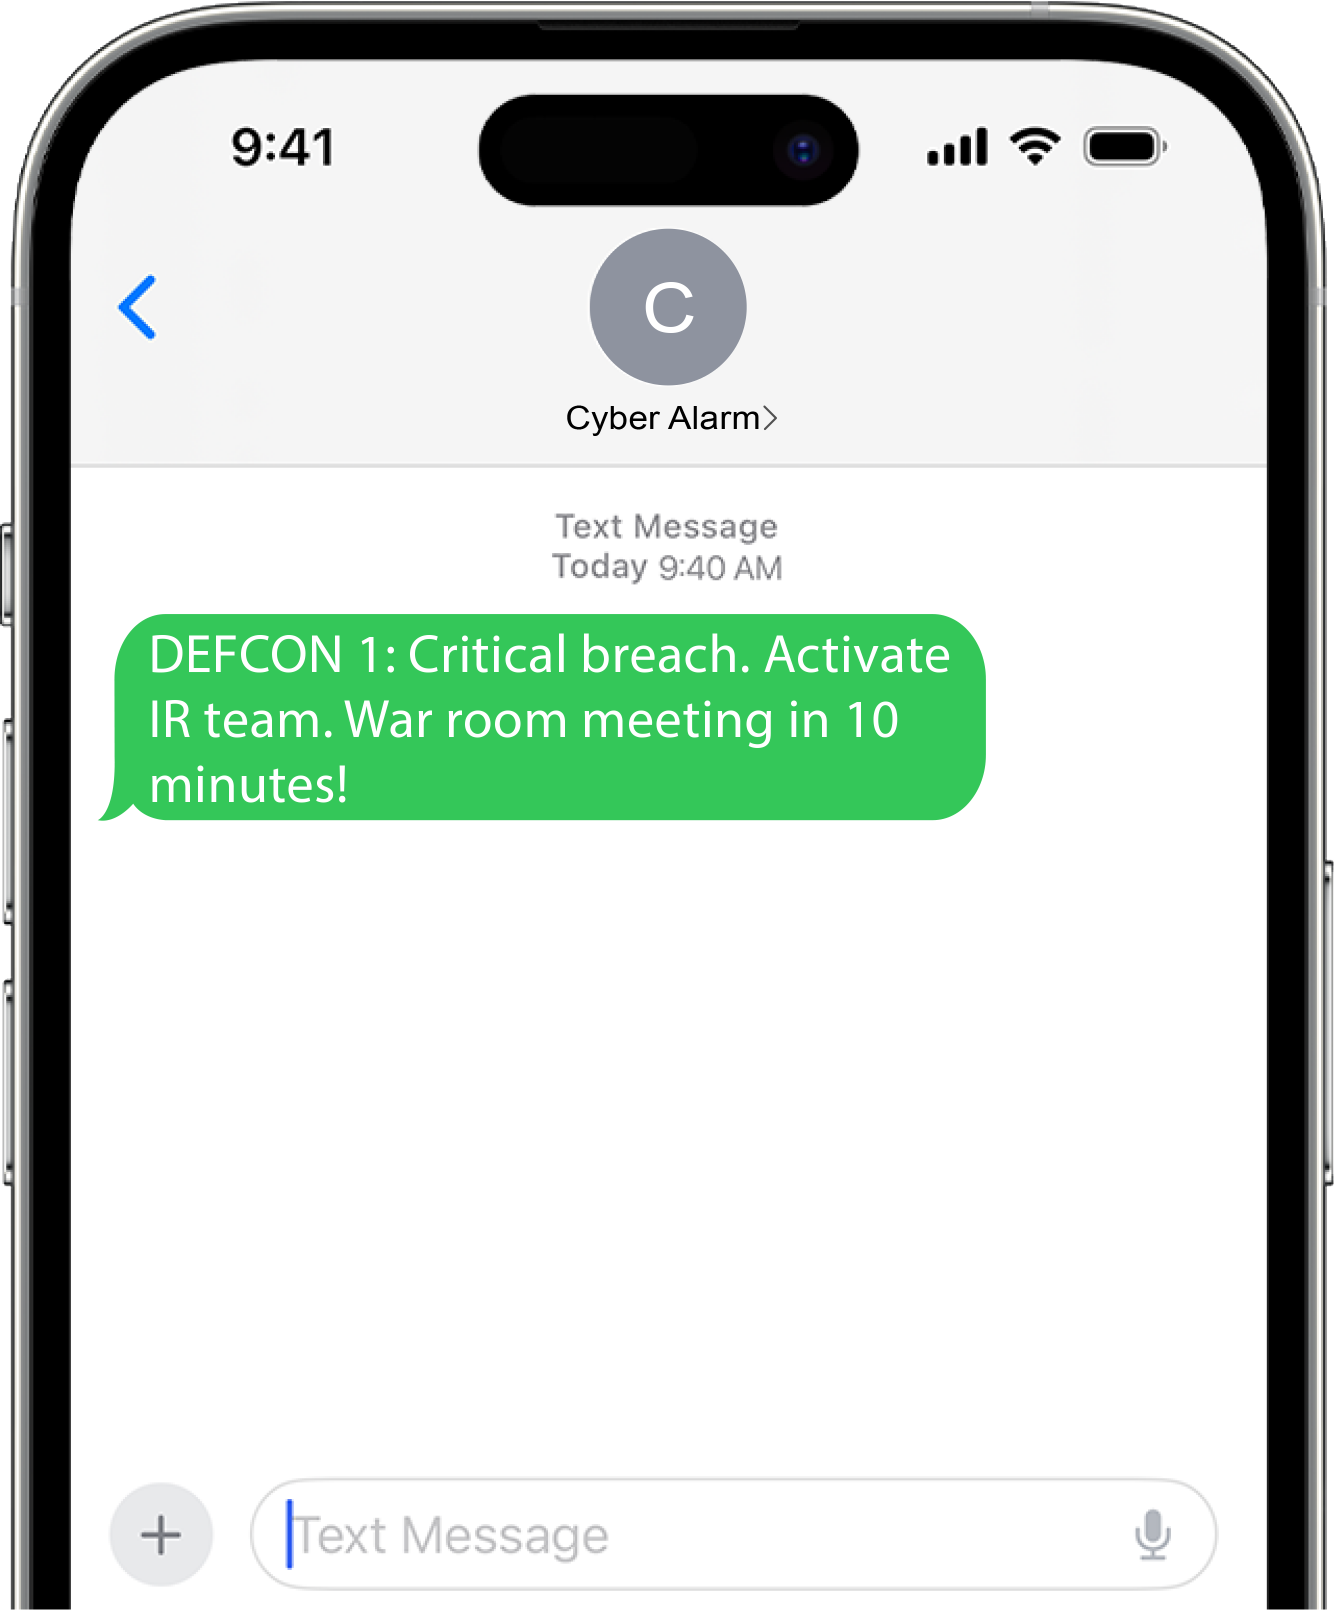 9:41
C
Cyber Alarm
Text Message
Today 9:40 AM
DEFCON 1: Critical breach. Activate
IR team. War room meeting in 10
minutes!
Text Message